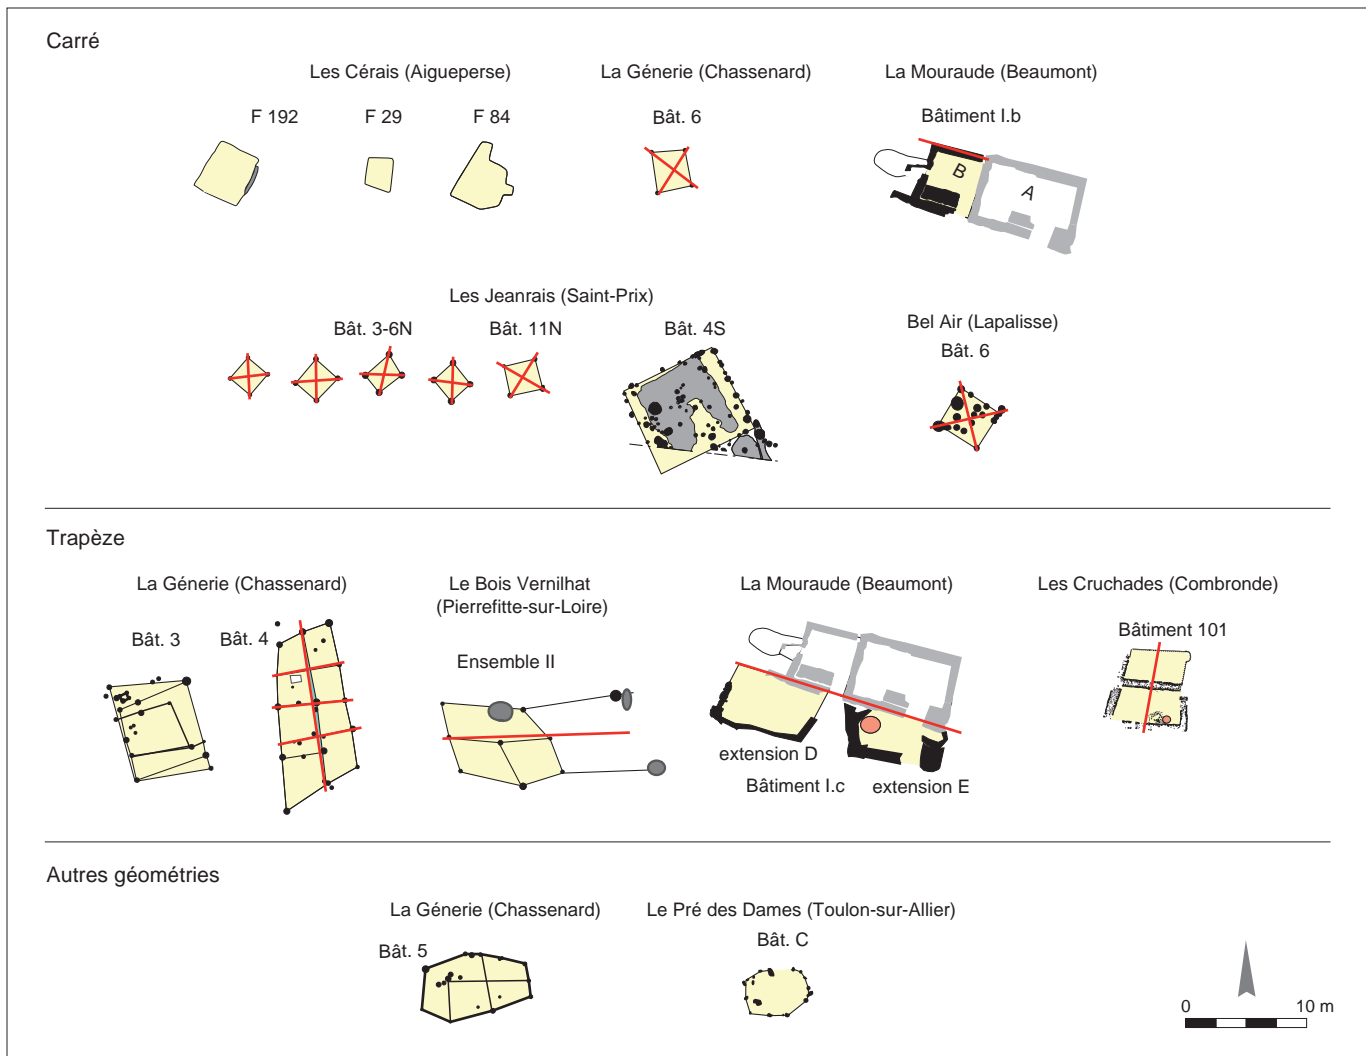 Carré
Les Cérais (Aigueperse)
La Génerie (Chassenard)
La Mouraude (Beaumont)
F 192
F 29
F 84
Bât. 6
Bâtiment I.b
B
A
Les Jeanrais (Saint-Prix)
Bât. 3-6N
Bât. 11N
Bât. 4S
Bel Air (Lapalisse)
Bât. 6
Trapèze
La Génerie (Chassenard)
Le Bois Vernilhat
(Pierrefitte-sur-Loire)
La Mouraude (Beaumont)
Les Cruchades (Combronde)
Bât. 3
Bât. 4
Ensemble II
Bâtiment 101
extension D
Bâtiment I.c
extension E
Autres géométries
La Génerie (Chassenard)
Le Pré des Dames (Toulon-sur-Allier)
Bât. 5
Bât. C
0
10 m